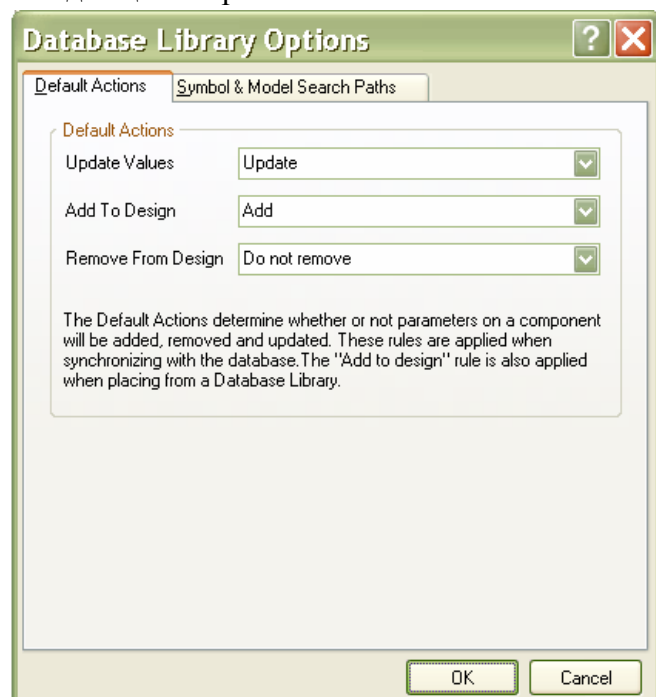 Database Library Options
Default Actions Symbol & Model Search Paths
Default Actions
Update Values Update
Add To Design Add
Remove From Design Do not remove
The Default Actions determine whether or not parameters on a component
will be added, removed and updated. These rules are applied when
synchronizing with the database.The "Add to design" rule is also applied
when placing from a Database Library.
OK Cancel